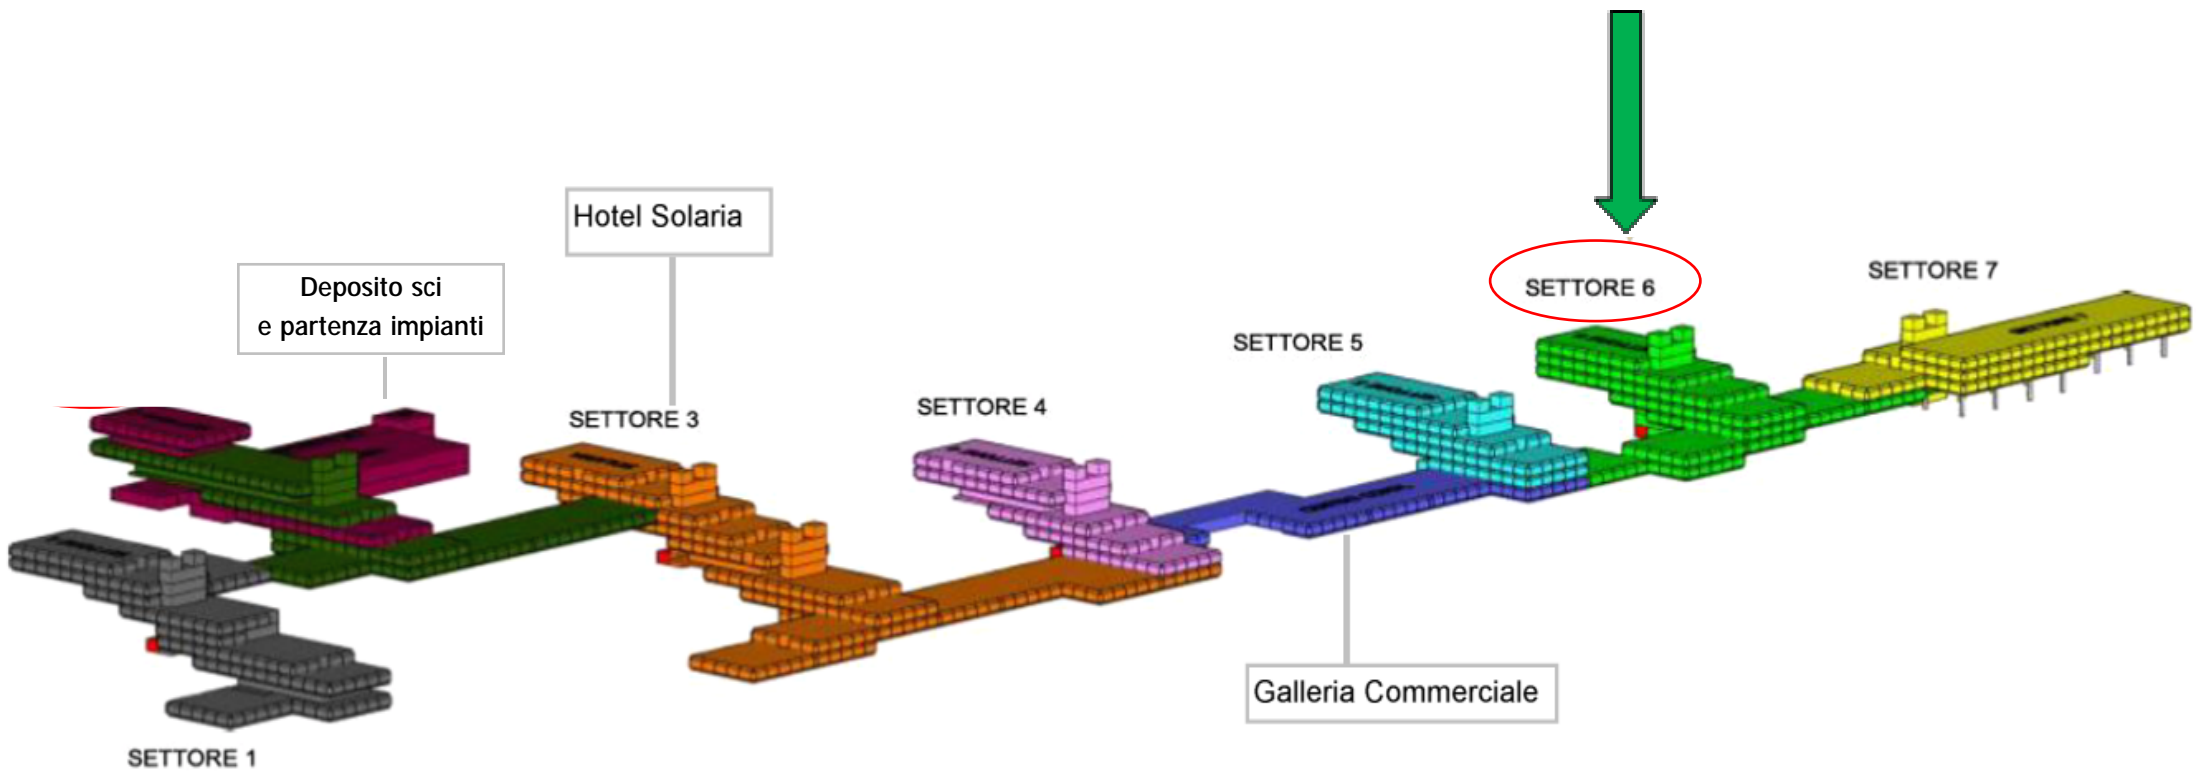 Hotel Solaria
Deposito sci
e partenza impianti
SETTORE 6
SETTORE 7
SETTORE 5
SETTORE 4
SETTORE 3
Galleria Commerciale
SETTORE 1